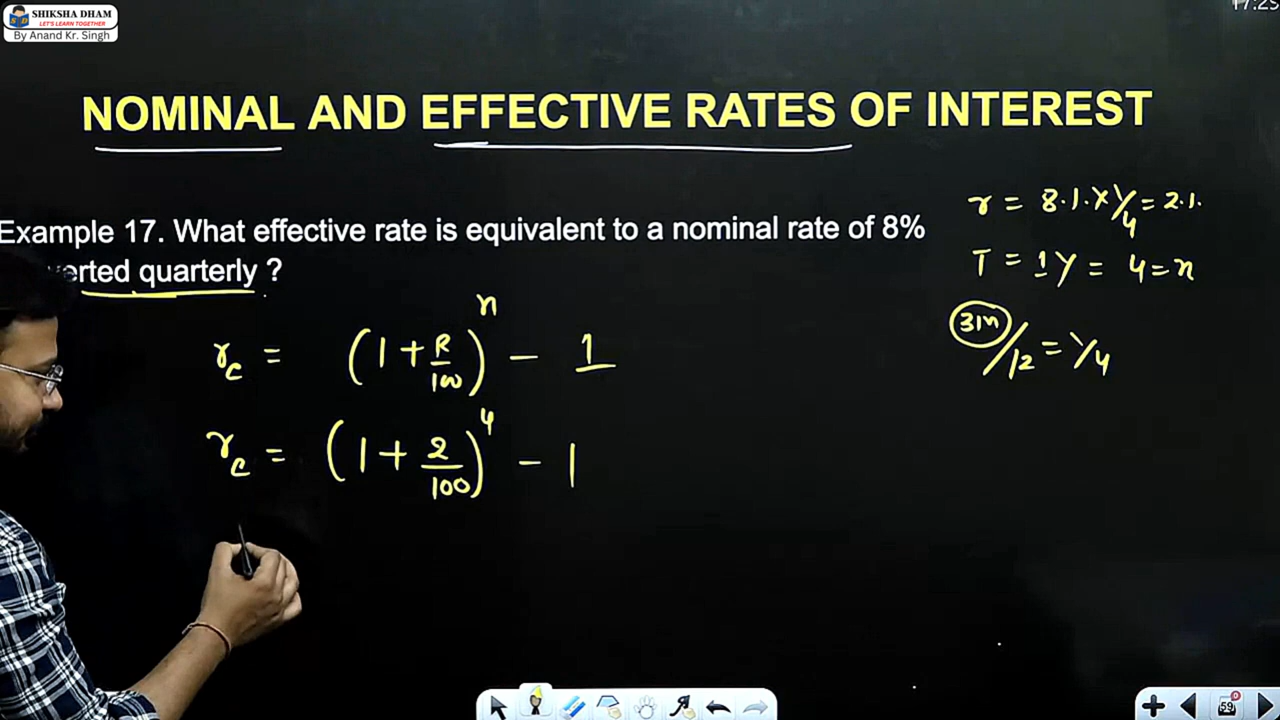 SHIKSHA DHAM
LET'S LEARN TOGETHER
By Anand Kr. Singh
NOMINAL AND EFFECTIVE RATES OF INTEREST
Example 17. What effective rate is equivalent to a nominal rate of 8%
erted quarterly ?
r = 8·1·X 1/4 = 2·1·
T = 1Y = 4 = n
3m/12 = 1/4
re = (1 + R/100)^n - 1
re = (1 + 2/100)^4 - 1
59